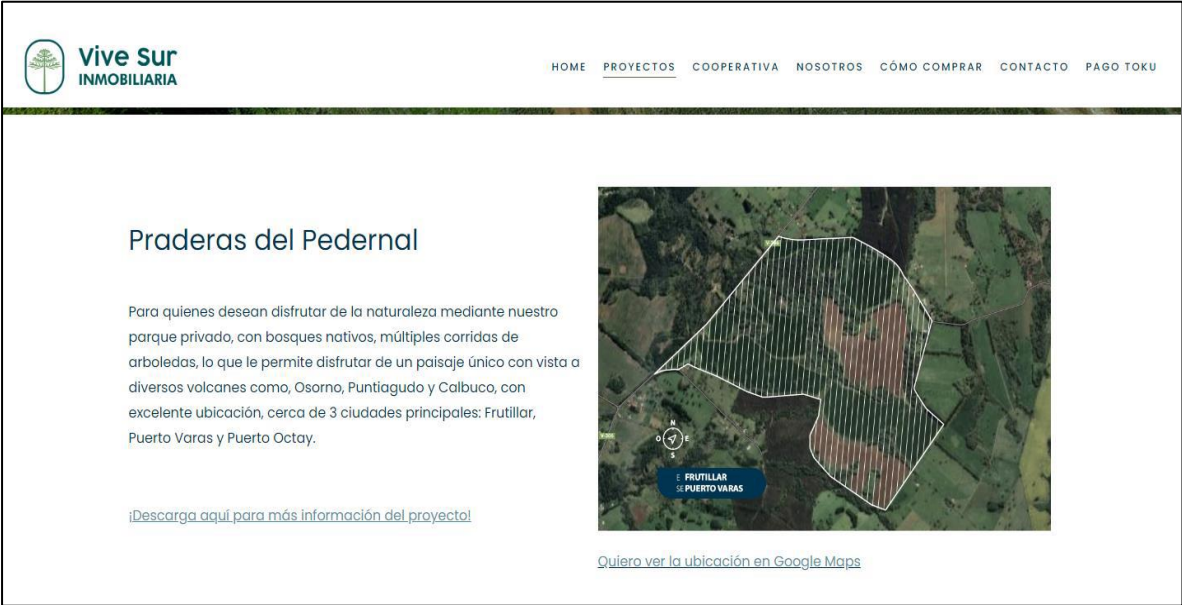 Vive Sur
INMOBILIARIA
HOME PROYECTOS COOPERATIVA NOSOTROS CÓMO COMPRAR CONTACTO PAGO TOKU
Praderas del Pedernal
Para quienes desean disfrutar de la naturaleza mediante nuestro
parque privado, con bosques nativos, múltiples corridas de
arboledas, lo que le permite disfrutar de un paisaje único con vista a
diversos volcanes como, Osorno, Puntiagudo y Calbuco, con
excelente ubicación, cerca de 3 ciudades principales: Frutillar,
Puerto Varas y Puerto Octay.
¡Descarga aquí para más información del proyecto!
N
O E
S
E FRUTILLAR
SE PUERTO VARAS
Quiero ver la ubicación en Google Maps